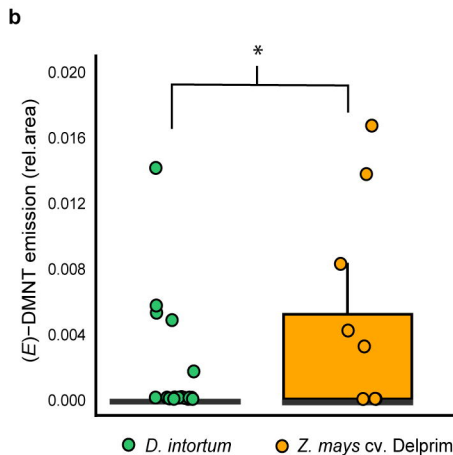 b
*
(E)−DMNT emission (rel.area)
0.020
0.016
0.012
0.008
0.004
0.000
D. intortum
Z. mays cv. Delprim